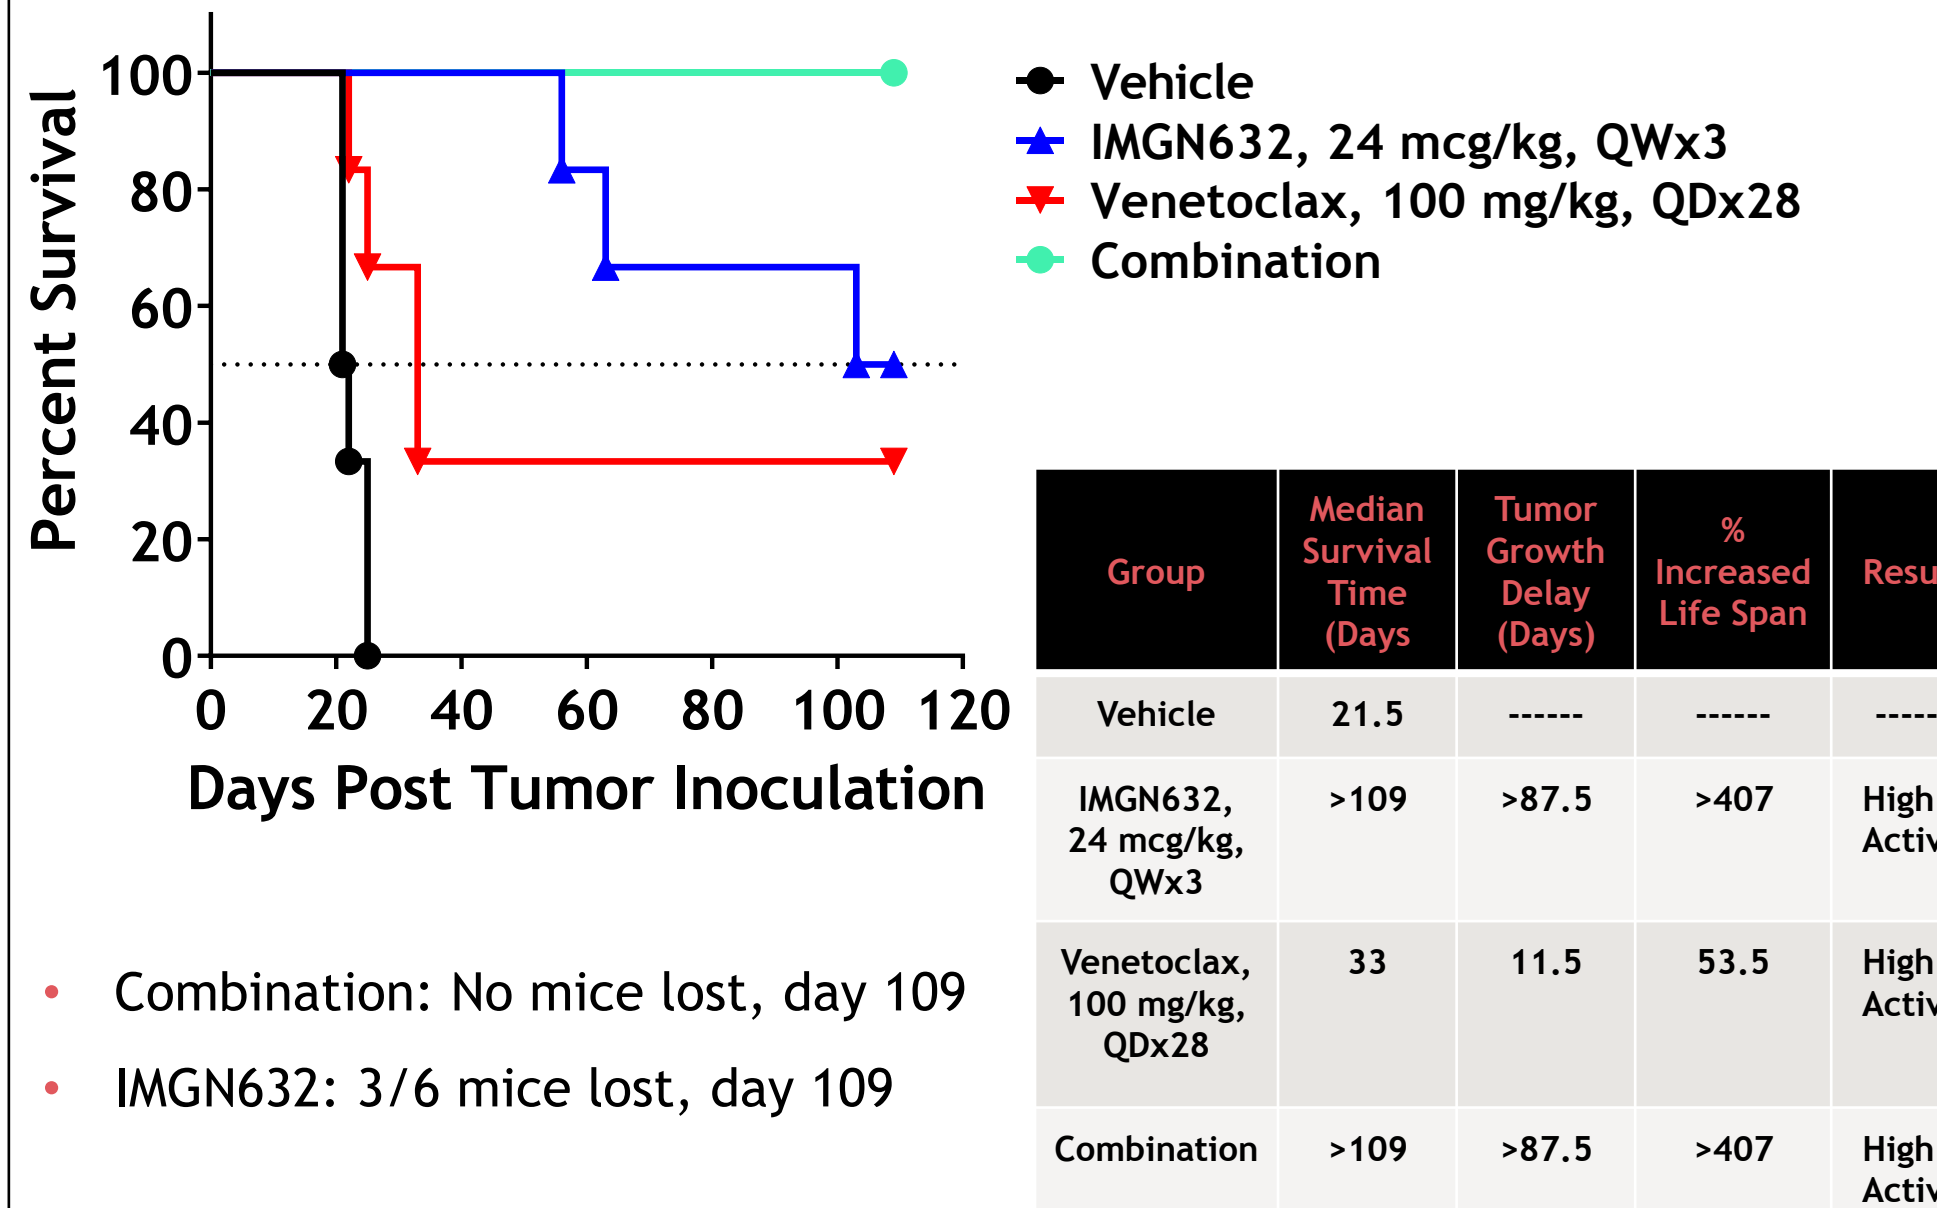 Percent Survival
100
80
60
40
20
0
0 20 40 60 80 100 120
Days Post Tumor Inoculation
Vehicle
IMGN632, 24 mcg/kg, QWx3
Venetoclax, 100 mg/kg, QDx28
Combination
• Combination: No mice lost, day 109
• IMGN632: 3/6 mice lost, day 109
Group
Median
Survival
Time
(Days
Tumor
Growth
Delay
(Days)
%
Increased
Life Span
Vehicle 21.5 ------ ------ -----
IMGN632,
24 mcg/kg,
QWx3
>109 >87.5 >407 High
Venetoclax,
100 mg/kg,
QDx28
33 11.5 53.5 High
Combination >109 >87.5 >407 High